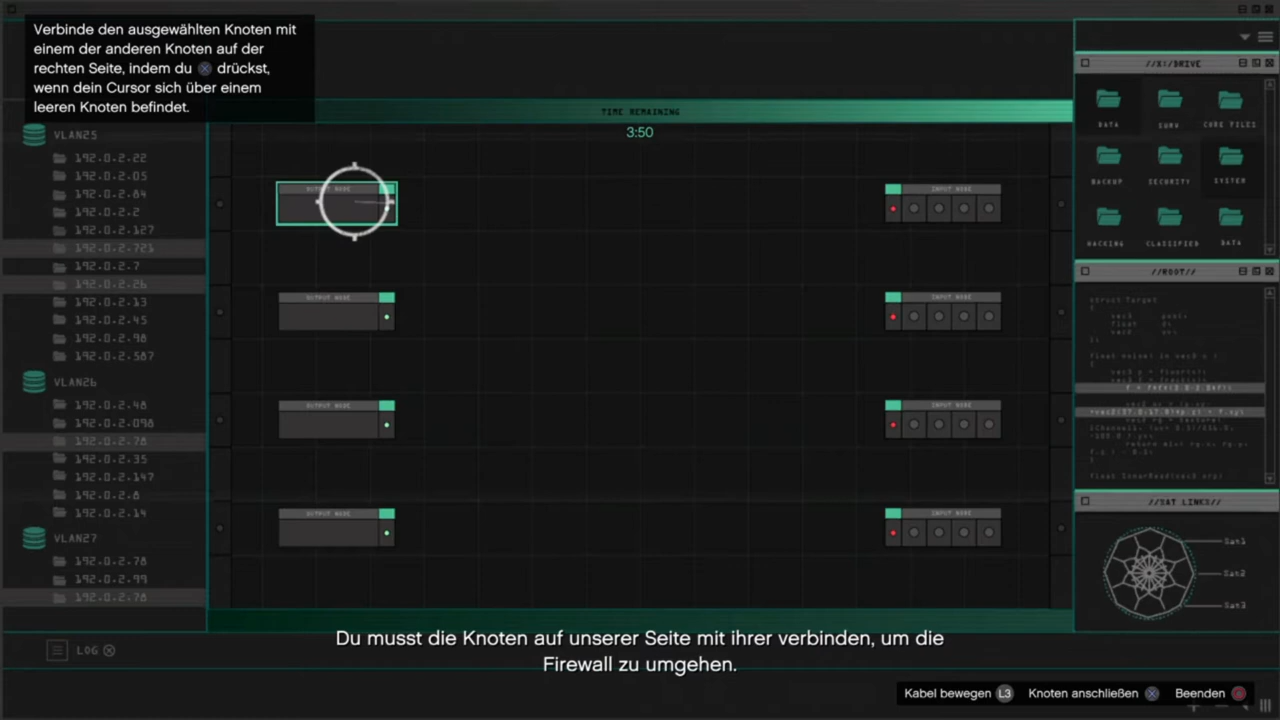 Verbinde den ausgewählten Knoten mit
einem der anderen Knoten auf der
rechten Seite, indem du ⊗ drückst,
wenn dein Cursor sich über einem
leeren Knoten befindet.
TIME REMAINING
3:50
VLAN25
192.0.2.22
192.0.2.05
192.0.2.84
192.0.2.2
192.0.2.127
192.0.2.721
192.0.2.7
192.0.2.26
192.0.2.13
192.0.2.45
192.0.2.98
192.0.2.587
VLAN26
192.0.2.48
192.0.2.098
192.0.2.78
192.0.2.35
192.0.2.147
192.0.2.8
192.0.2.14
VLAN27
192.0.2.78
192.0.2.99
192.0.2.78
LOG
OUTPUT NODE
INPUT NODE
OUTPUT NODE
INPUT NODE
OUTPUT NODE
INPUT NODE
OUTPUT NODE
INPUT NODE
//X:/DRIVE
DATA SURV CORE FILES
BACKUP SECURITY SYSTEM
HACKING CLASSIFIED DATA
//ROOT//
struct Target
//SAT LINKS//
Sat1
Sat2
Sat3
Du musst die Knoten auf unserer Seite mit ihrer verbinden, um die
Firewall zu umgehen.
Kabel bewegen L3 Knoten anschließen Beenden